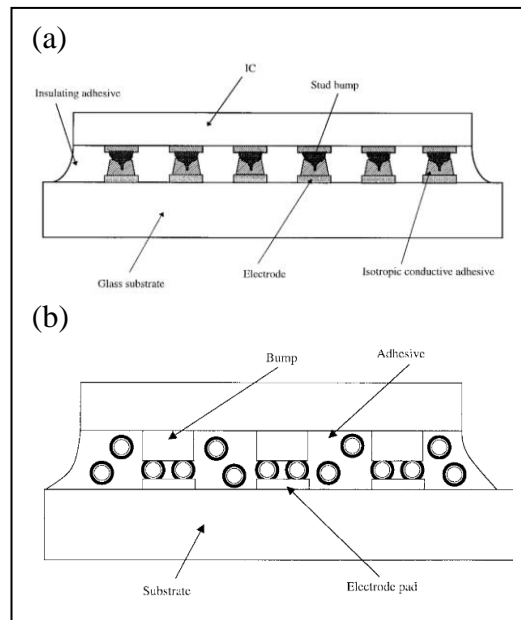 (a)
IC
Stud bump
Insulating adhesive
Glass substrate
Electrode
Isotropic conductive adhesive
(b)
Bump
Adhesive
Substrate
Electrode pad